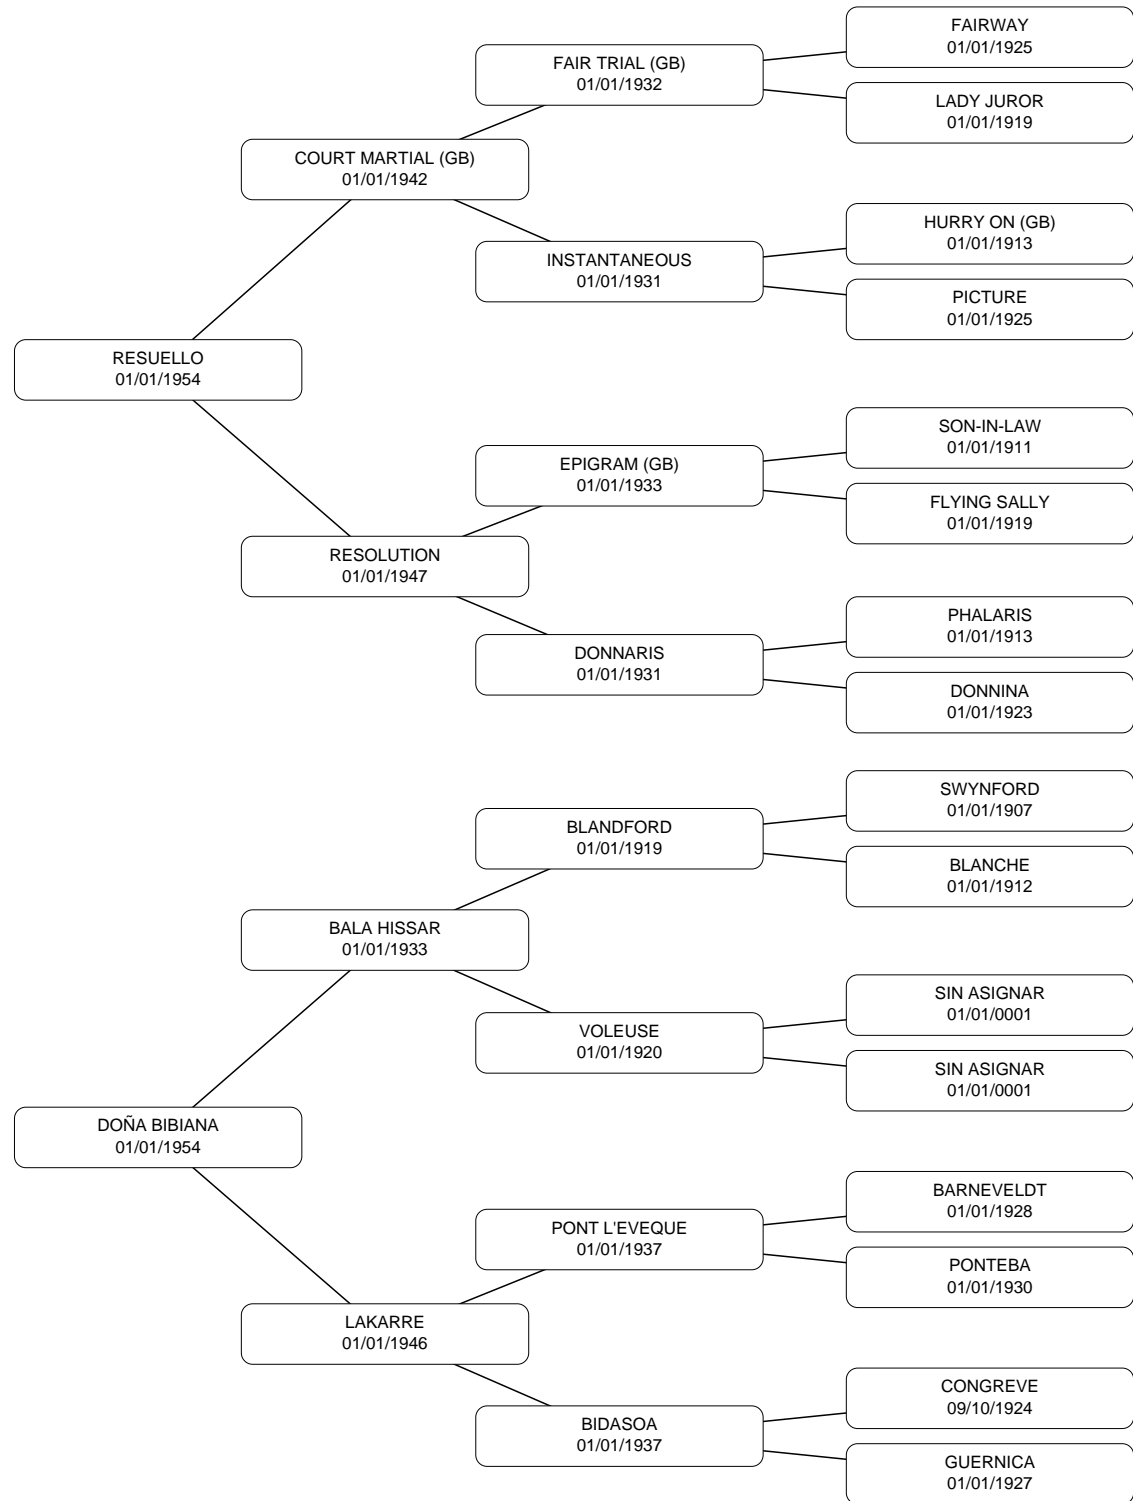 FAIRWAY
01/01/1925
FAIR TRIAL (GB)
01/01/1932
LADY JUROR
01/01/1919
COURT MARTIAL (GB)
01/01/1942
HURRY ON (GB)
01/01/1913
INSTANTANEOUS
01/01/1931
PICTURE
01/01/1925
RESUELLO
01/01/1954
SON-IN-LAW
01/01/1911
EPIGRAM (GB)
01/01/1933
FLYING SALLY
01/01/1919
RESOLUTION
01/01/1947
PHALARIS
01/01/1913
DONNARIS
01/01/1931
DONNINA
01/01/1923
SWYNFORD
01/01/1907
BLANDFORD
01/01/1919
BLANCHE
01/01/1912
BALA HISSAR
01/01/1933
SIN ASIGNAR
01/01/0001
VOLEUSE
01/01/1920
SIN ASIGNAR
01/01/0001
DOÑA BIBIANA
01/01/1954
BARNEVELDT
01/01/1928
PONT L'EVEQUE
01/01/1937
PONTEBA
01/01/1930
LAKARRE
01/01/1946
CONGREVE
09/10/1924
BIDASOA
01/01/1937
GUERNICA
01/01/1927